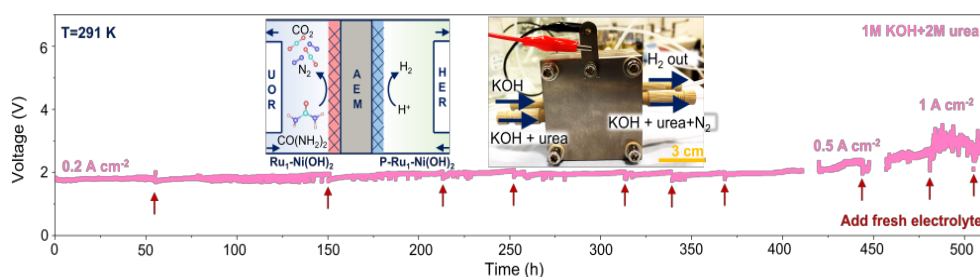 T=291 K
1M KOH+2M urea
CO2
N2
CO(NH2)2
UOR
AEM
H2
H+
HER
Ru1-Ni(OH)2
P-Ru1-Ni(OH)2
KOH
KOH + urea
H2 out
KOH + urea+N2
3 cm
0.2 A cm-2
0.5 A cm-2
1 A cm-2
Add fresh electrolyte
Voltage (V)
6
4
2
0
0
50
100
150
200
250
300
350
400
450
500
Time (h)